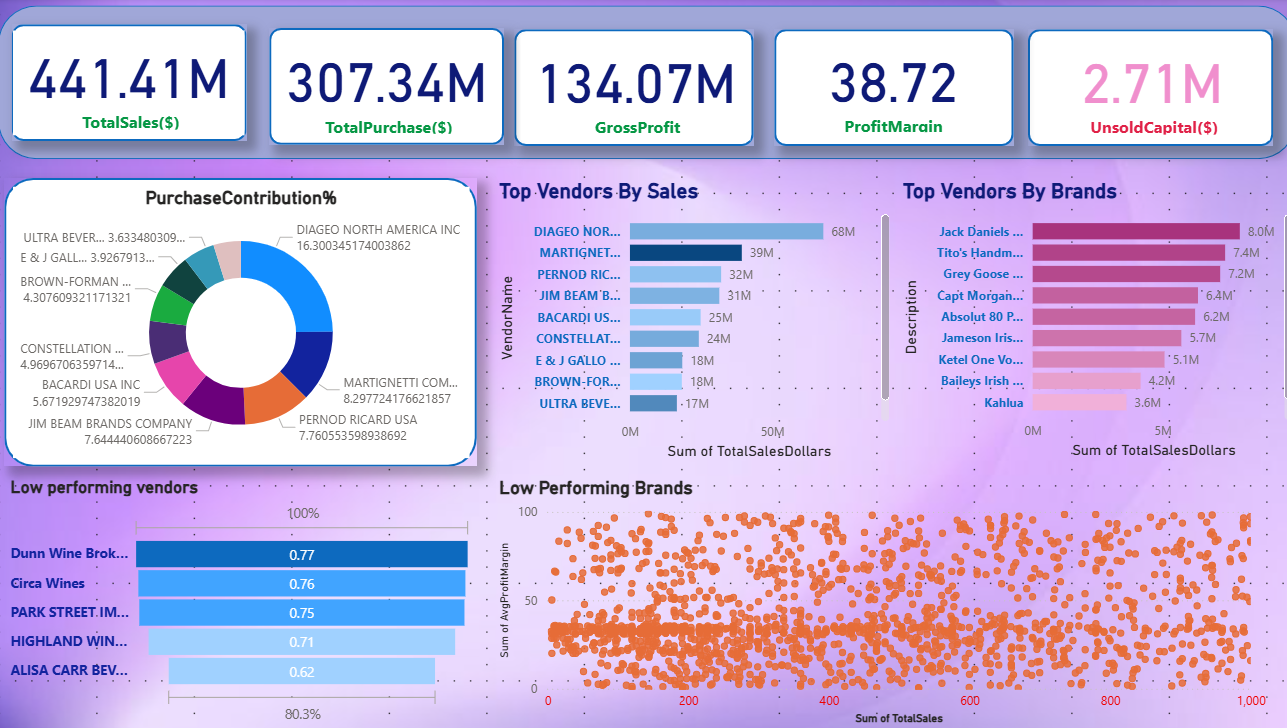 441.41M
TotalSales($)
307.34M
TotalPurchase($)
134.07M
GrossProfit
38.72
ProfitMargin
2.71M
UnsoldCapital($)
PurchaseContribution%
DIAGEO NORTH AMERICA INC
16.300345174003862
MARTIGNETTI COM...
8.297724176621857
PERNOD RICARD USA
7.760553598938692
JIM BEAM BRANDS COMPANY
7.644440608667223
BACARDI USA INC
5.671929747382019
CONSTELLATION ...
4.9696706359714...
BROWN-FORMAN ...
4.307609321171321
E & J GALL... 3.9267913...
ULTRA BEVER... 3.633480309...
Top Vendors By Sales
VendorName
DIAGEO NOR... 68M
MARTIGNET... 39M
PERNOD RIC... 32M
JIM BEAM B... 31M
BACARDI US... 25M
CONSTELLAT... 24M
E & J GALLO ... 18M
BROWN-FOR... 18M
ULTRA BEVE... 17M
0M 50M
Sum of TotalSalesDollars
Top Vendors By Brands
Description
Jack Daniels ... 8.0M
Tito's Handm... 7.4M
Grey Goose ... 7.2M
Capt Morgan... 6.4M
Absolut 80 P... 6.2M
Jameson Iris... 5.7M
Ketel One Vo... 5.1M
Baileys Irish ... 4.2M
Kahlua 3.6M
0M 5M
Sum of TotalSalesDollars
Low performing vendors
100%
Dunn Wine Brok... 0.77
Circa Wines 0.76
PARK STREET IM... 0.75
HIGHLAND WIN... 0.71
ALISA CARR BEV... 0.62
80.3%
Low Performing Brands
Sum of AvgProfitMargin
100
50
0
0 200 400 600 800 1,000
Sum of TotalSales